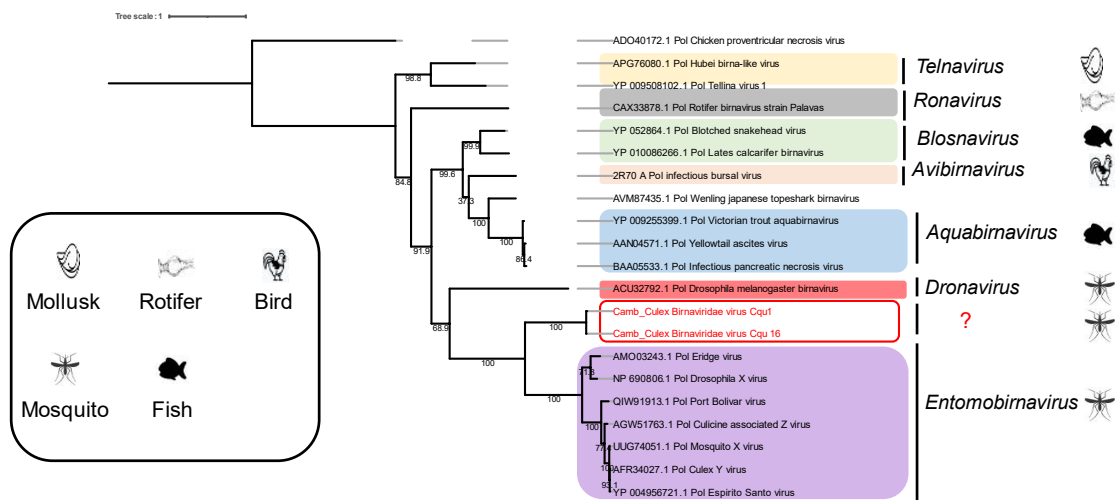 Tree scale: 1
ADO40172.1 Pol Chicken proventricular necrosis virus
APG76080.1 Pol Hubei birna-like virus
YP 009508102.1 Pol Tellina virus 1
Telnavirus
98.8
CAX33878.1 Pol Rotifer birnavirus strain Palavas
Ronavirus
YP 052864.1 Pol Blotched snakehead virus
YP 010086266.1 Pol Lates calcarifer birnavirus
Blosnavirus
99.9
2R70 A Pol infectious bursal virus
Avibirnavirus
84.8
99.6
37.3
AVM87435.1 Pol Wenling japanese topeshark birnavirus
100
YP 009255399.1 Pol Victorian trout aquabirnavirus
AAN04571.1 Pol Yellowtail ascites virus
BAA05533.1 Pol Infectious pancreatic necrosis virus
Aquabirnavirus
100
86.4
91.9
ACU32792.1 Pol Drosophila melanogaster birnavirus
Dronavirus
Camb_Culex Birnaviridae virus Cqu1
Camb_Culex Birnaviridae virus Cqu 16
?
100
68.9
100
AMO03243.1 Pol Eridge virus
NP 690806.1 Pol Drosophila X virus
QIW91913.1 Pol Port Bolivar virus
AGW51763.1 Pol Culicine associated Z virus
UUG74051.1 Pol Mosquito X virus
AFR34027.1 Pol Culex Y virus
YP 004956721.1 Pol Espirito Santo virus
Entomobirnavirus
100
100
100
93.1
Mollusk
Rotifer
Bird
Mosquito
Fish